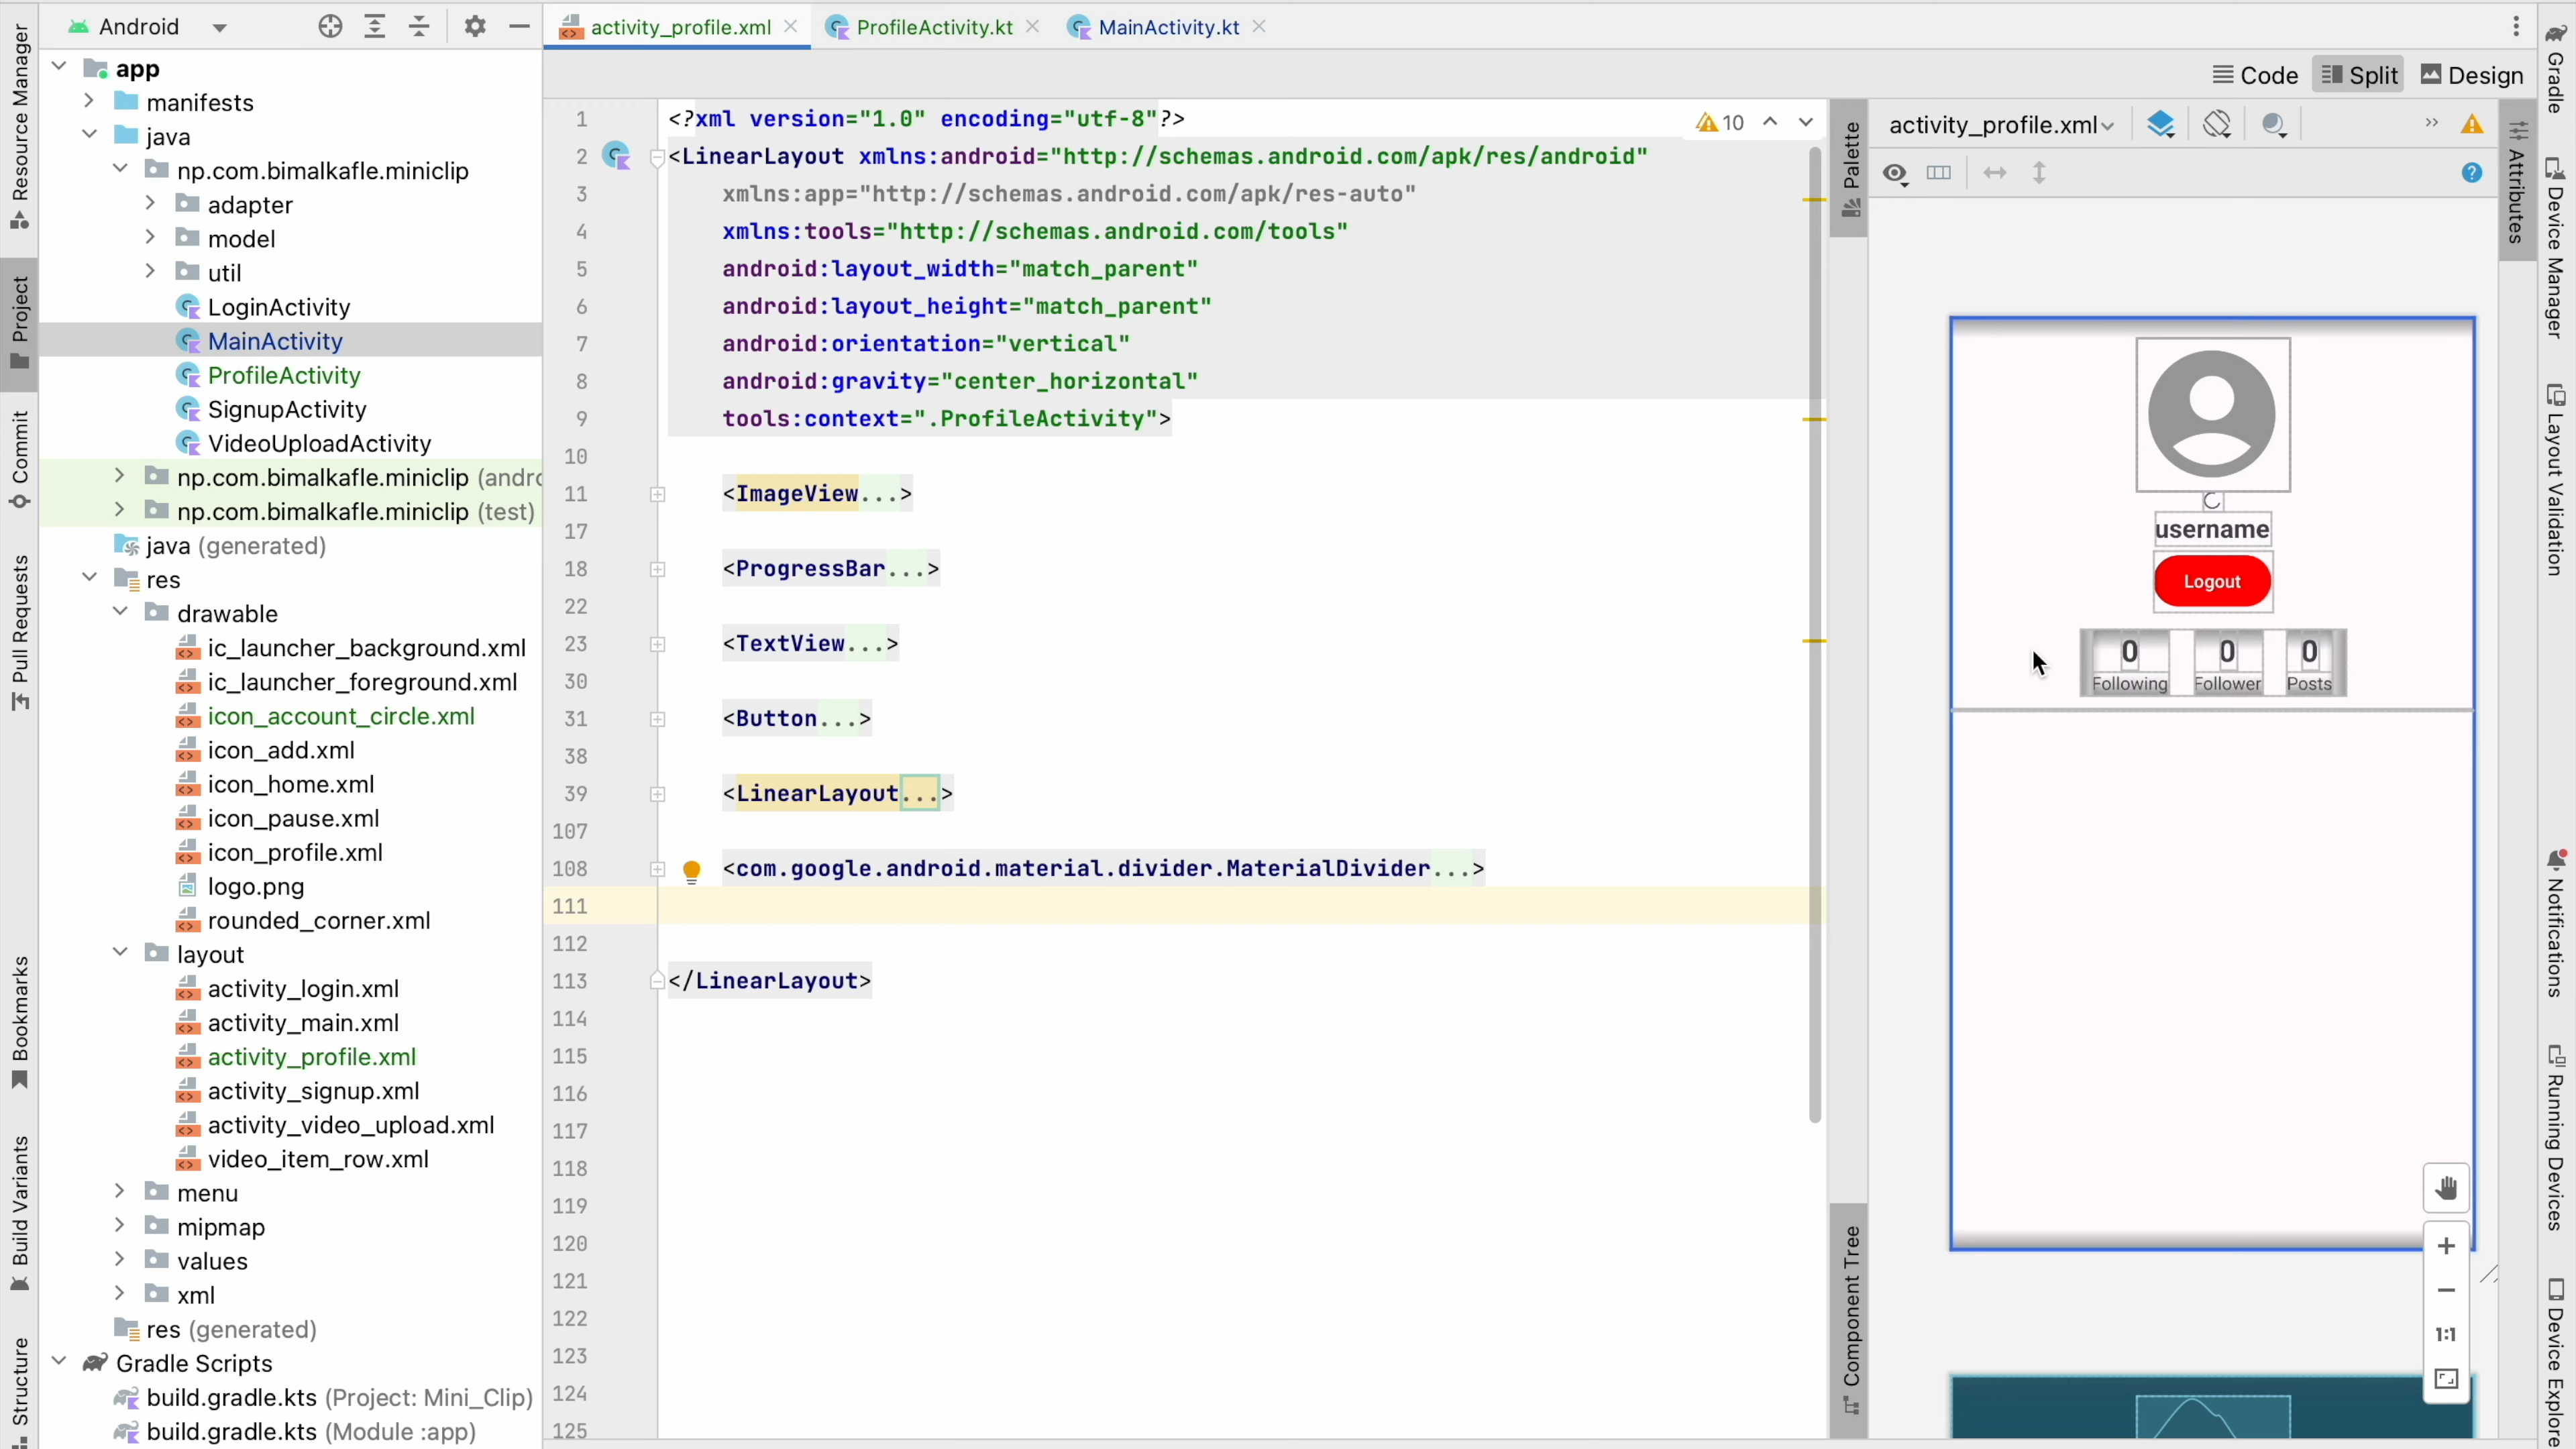 Android
activity_profile.xml
ProfileActivity.kt
MainActivity.kt
Code
Split
Design
Resource Manager
Project
Commit
Pull Requests
Bookmarks
Build Variants
Structure
app
manifests
java
np.com.bimalkafle.miniclip
adapter
model
util
LoginActivity
MainActivity
ProfileActivity
SignupActivity
VideoUploadActivity
np.com.bimalkafle.miniclip (andro
np.com.bimalkafle.miniclip (test)
java (generated)
res
drawable
ic_launcher_background.xml
ic_launcher_foreground.xml
icon_account_circle.xml
icon_add.xml
icon_home.xml
icon_pause.xml
icon_profile.xml
logo.png
rounded_corner.xml
layout
activity_login.xml
activity_main.xml
activity_profile.xml
activity_signup.xml
activity_video_upload.xml
video_item_row.xml
menu
mipmap
values
xml
res (generated)
Gradle Scripts
build.gradle.kts (Project: Mini_Clip)
build.gradle.kts (Module :app)
1 <?xml version="1.0" encoding="utf-8"?>
10
2 <LinearLayout xmlns:android="http://schemas.android.com/apk/res/android"
3 xmlns:app="http://schemas.android.com/apk/res-auto"
4 xmlns:tools="http://schemas.android.com/tools"
5 android:layout_width="match_parent"
6 android:layout_height="match_parent"
7 android:orientation="vertical"
8 android:gravity="center_horizontal"
9 tools:context=".ProfileActivity">
10
11 <ImageView...>
17
18 <ProgressBar...>
22
23 <TextView...>
30
31 <Button...>
38
39 <LinearLayout...>
107
108 <com.google.android.material.divider.MaterialDivider...>
111
112
113 </LinearLayout>
114
115
116
117
118
119
120
121
122
123
124
125
Palette
Component Tree
activity_profile.xml
username
Logout
0 0 0
Following Follower Posts
1:1
Attributes
Gradle
Device Manager
Layout Validation
Notifications
Running Devices
Device Explore